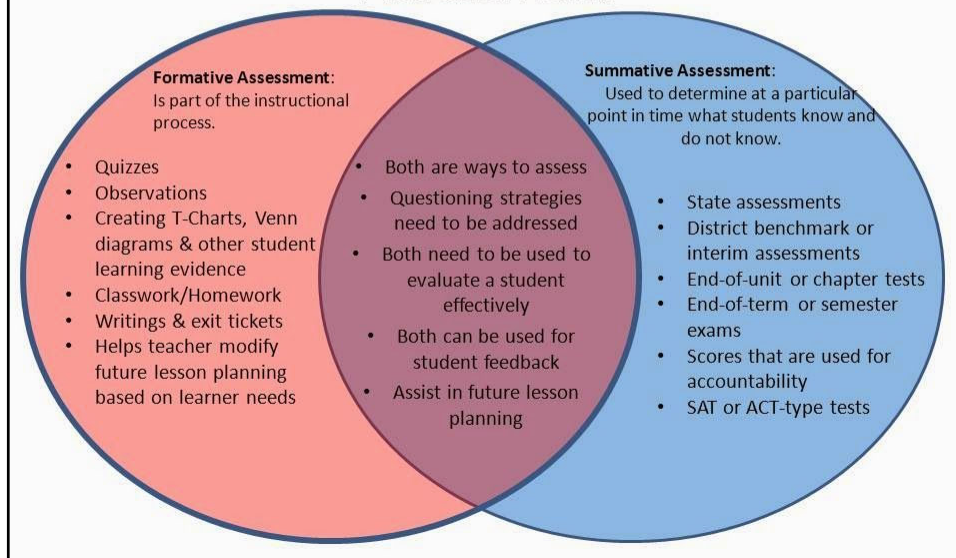 Formative Assessment:
Is part of the instructional
process.
• Quizzes
• Observations
• Creating T-Charts, Venn
diagrams & other student
learning evidence
• Classwork/Homework
• Writings & exit tickets
• Helps teacher modify
future lesson planning
based on learner needs
• Both are ways to assess
• Questioning strategies
need to be addressed
• Both need to be used to
evaluate a student
effectively
• Both can be used for
student feedback
• Assist in future lesson
planning
Summative Assessment:
Used to determine at a particular
point in time what students know and
do not know.
• State assessments
• District benchmark or
interim assessments
• End-of-unit or chapter tests
• End-of-term or semester
exams
• Scores that are used for
accountability
• SAT or ACT-type tests